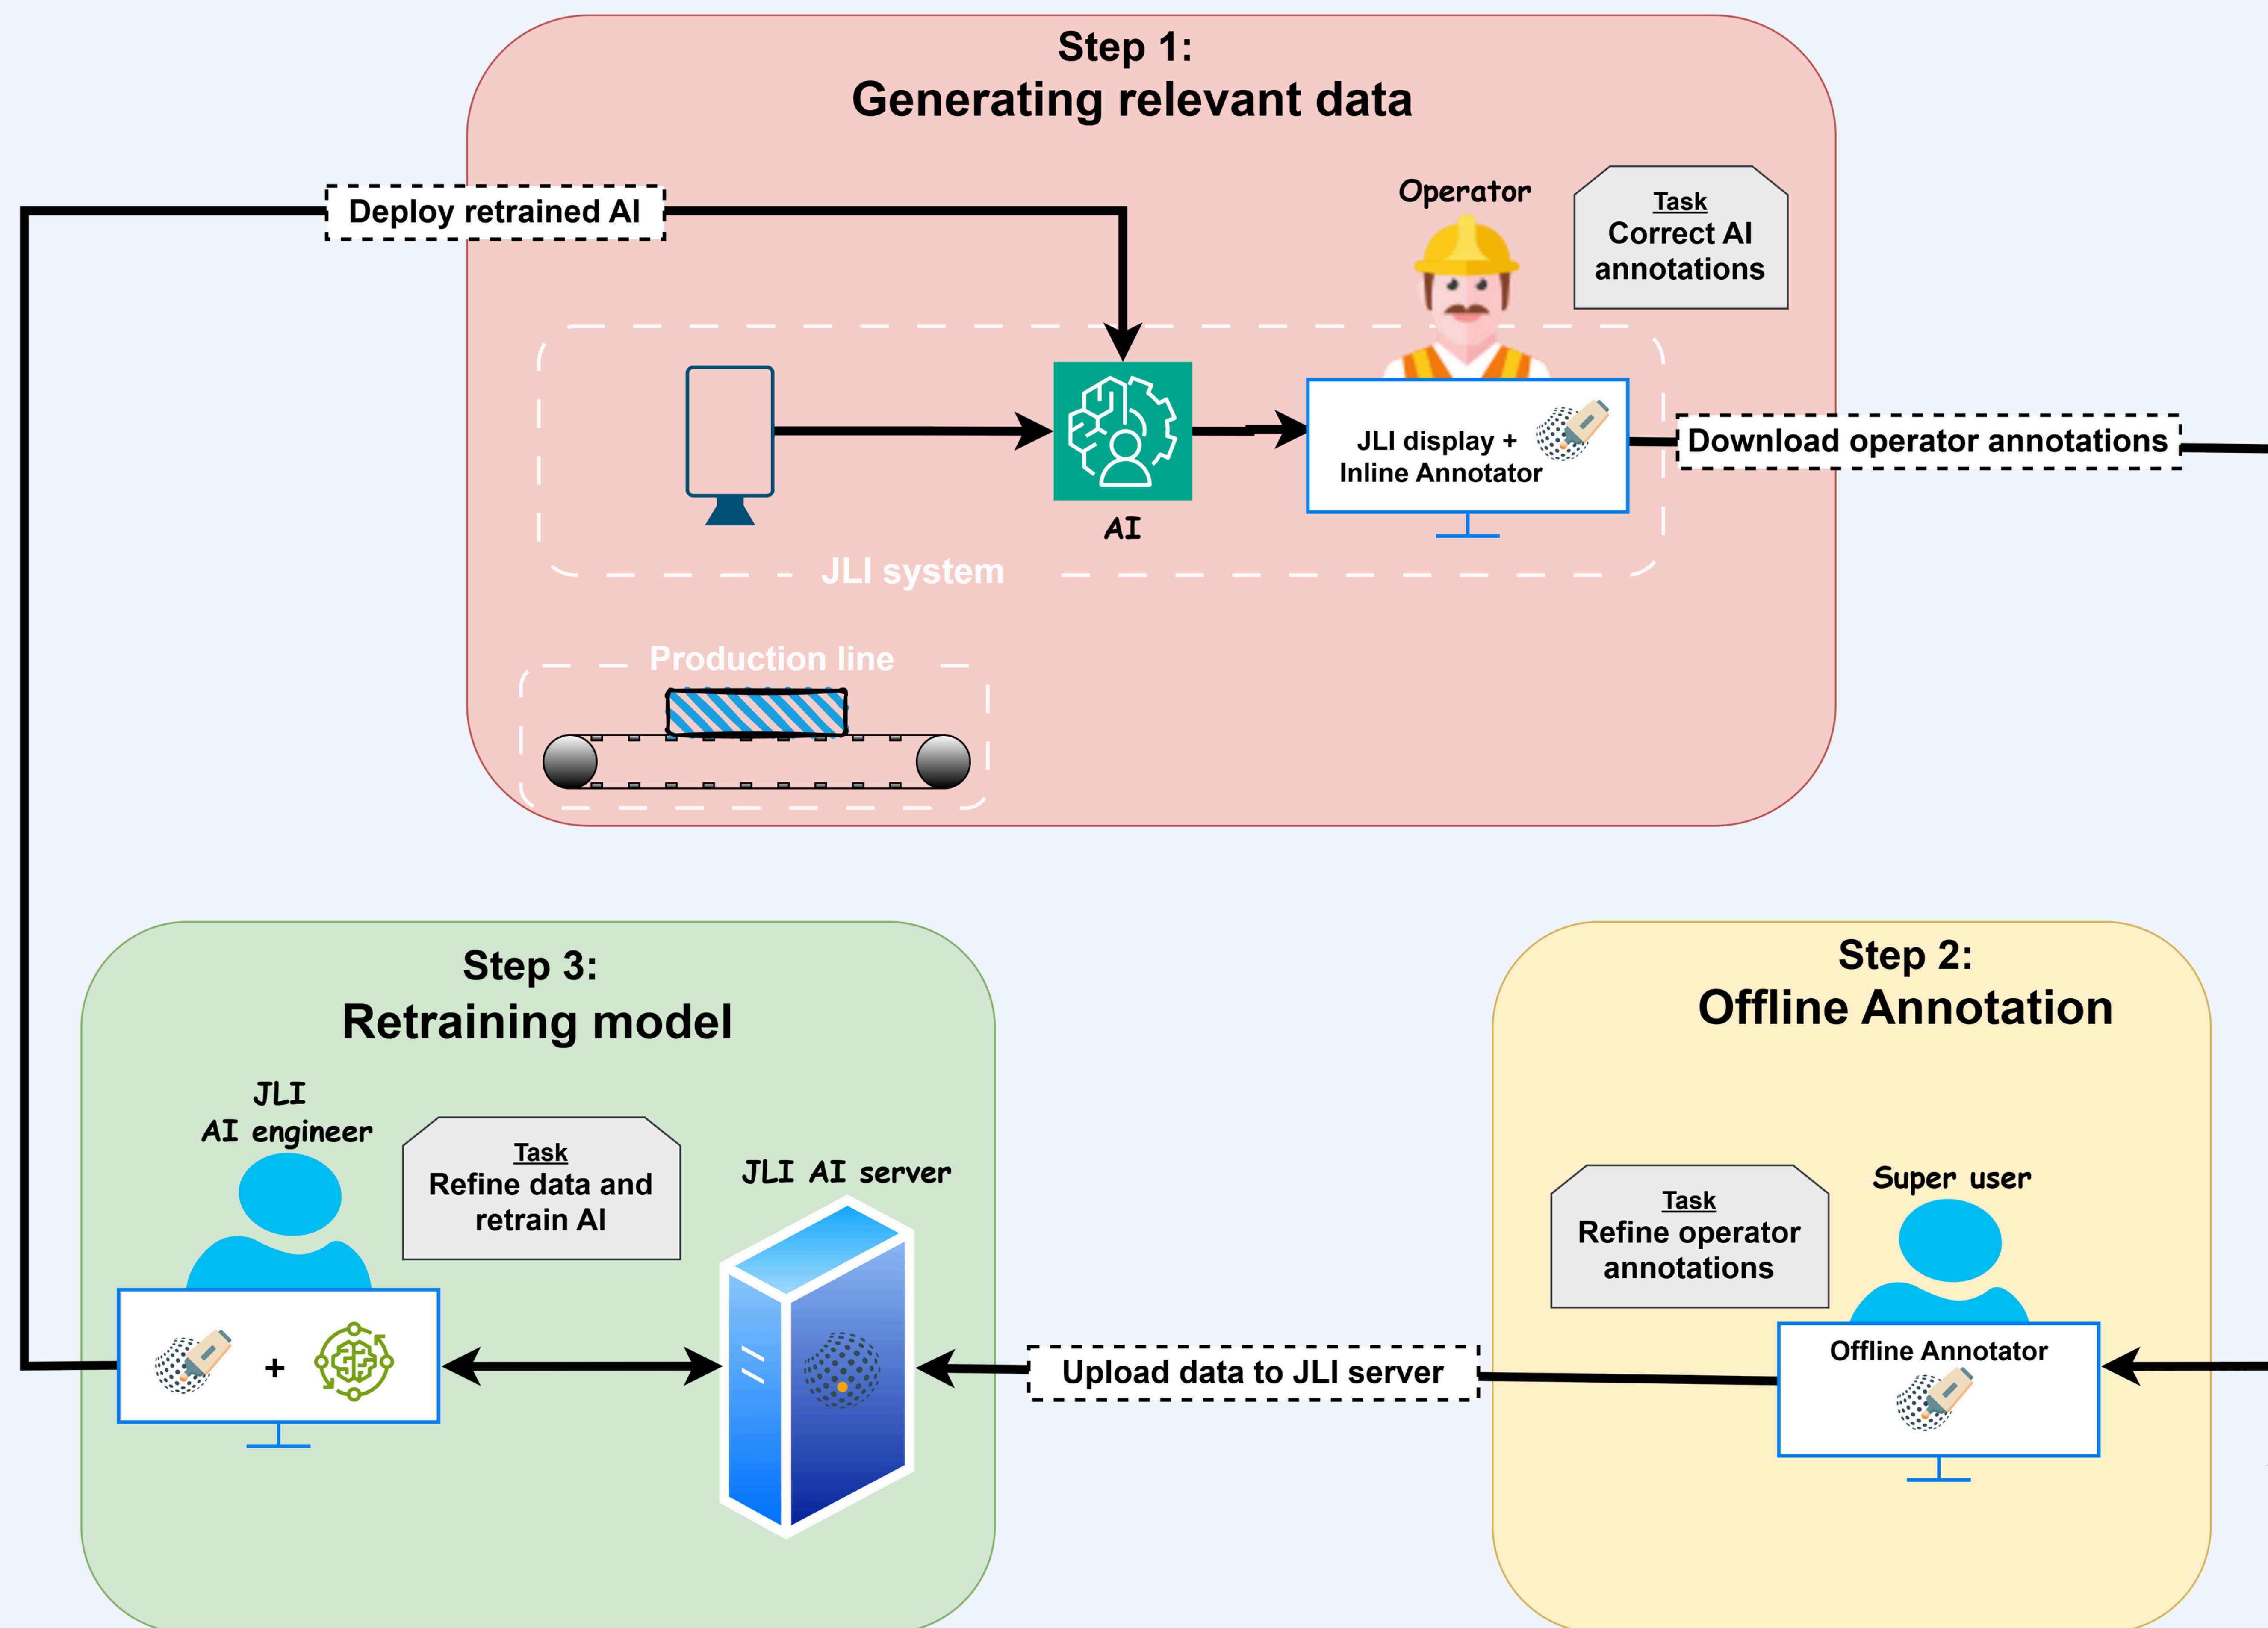 Step 1:
Generating relevant data
Deploy retrained AI
Operator
Task
Correct AI
annotations
JLI display +
Inline Annotator
Download operator annotations
AI
JLI system
Production line
Step 3:
Retraining model
JLI
AI engineer
Task
Refine data and
retrain AI
JLI AI server
+
Upload data to JLI server
Step 2:
Offline Annotation
Task
Refine operator
annotations
Super user
Offline Annotator